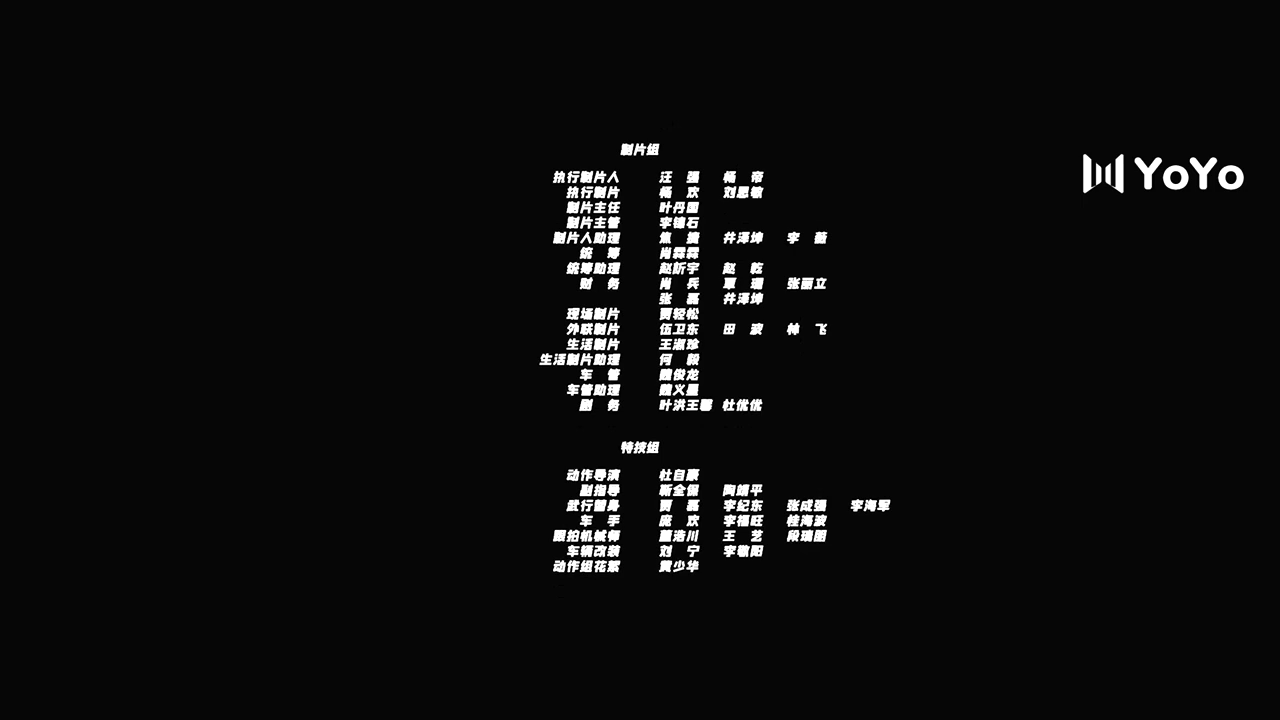 制片组
YoYo
执行制片人 汪 强 杨 帝
执行制片 杨 欢 刘思敏
制片主任 叶丹国
制片主管 李锦石
制片人助理 焦 井泽坤 李 薇
统 筹 肖霖霖
统筹助理 赵昕宇 赵 乾
财 务 肖 兵 覃 珊 张丽立
张 磊 井泽坤
现场制片 贾轻松
外联制片 伍卫东 田 波 钟 飞
生活制片 王淑珍
生活制片助理 何 毅
车 管 魏俊龙
车管助理 魏义星
剧 务 叶洪王馨 杜优优
特技组
动作导演 杜自豪
副指导 靳全保 陶靖平
武行替身 贾 磊 李纪东 张成强 李海军
车 手 庞 欢 李福旺 桂海波
跟拍机械师 董浩川 王 艺 段瑞图
车辆改装 刘 宁 李敬阳
动作组花絮 黄少华